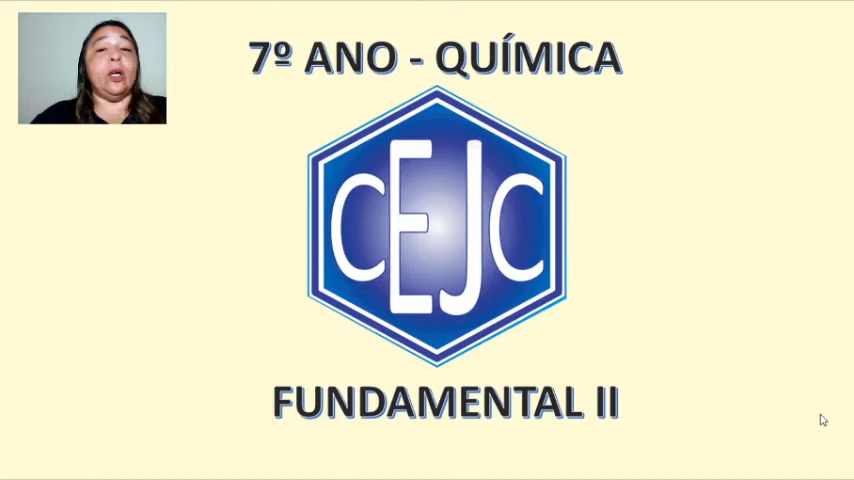 7º ANO - QUÍMICA
CEJC
FUNDAMENTAL II